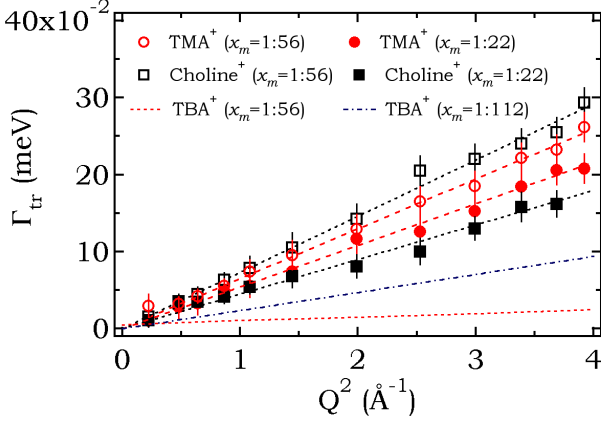 40x10⁻²
TMA⁺ (xₘ=1:56) TMA⁺ (xₘ=1:22)
Choline⁺ (xₘ=1:56) Choline⁺ (xₘ=1:22)
TBA⁺ (xₘ=1:56) TBA⁺ (xₘ=1:112)
30
20
10
0
Γtr (meV)
0 1 2 3 4
Q² (Å⁻¹)